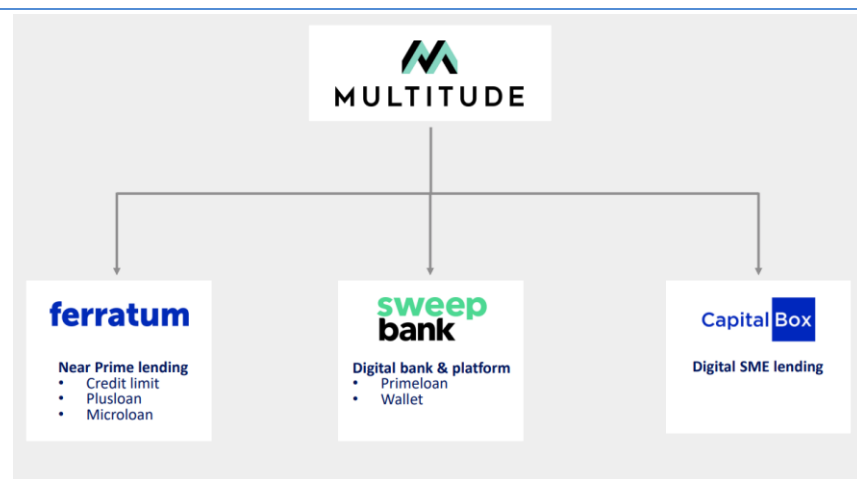 MULTITUDE
ferratum
Near Prime lending
• Credit limit
• Plusloan
• Microloan
sweep
bank
Digital bank & platform
• Primeloan
• Wallet
Capital Box
Digital SME lending